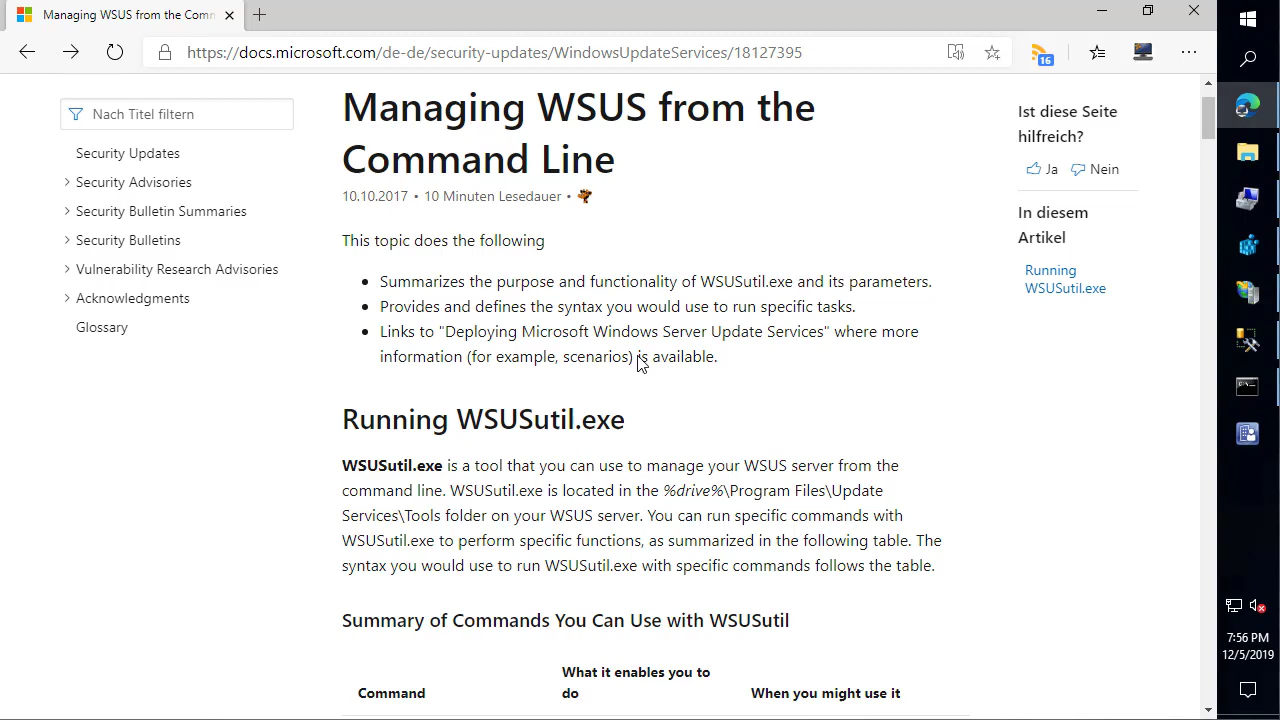 Managing WSUS from the Comm
https://docs.microsoft.com/de-de/security-updates/WindowsUpdateServices/18127395
16
Nach Titel filtern
Security Updates
Security Advisories
Security Bulletin Summaries
Security Bulletins
Vulnerability Research Advisories
Acknowledgments
Glossary
Managing WSUS from the
Command Line
10.10.2017 • 10 Minuten Lesedauer •
This topic does the following
• Summarizes the purpose and functionality of WSUSutil.exe and its parameters.
• Provides and defines the syntax you would use to run specific tasks.
• Links to "Deploying Microsoft Windows Server Update Services" where more
information (for example, scenarios) is available.
Running WSUSutil.exe
WSUSutil.exe is a tool that you can use to manage your WSUS server from the
command line. WSUSutil.exe is located in the %drive%\Program Files\Update
Services\Tools folder on your WSUS server. You can run specific commands with
WSUSutil.exe to perform specific functions, as summarized in the following table. The
syntax you would use to run WSUSutil.exe with specific commands follows the table.
Summary of Commands You Can Use with WSUSutil
What it enables you to
Command do When you might use it
Ist diese Seite
hilfreich?
Ja Nein
In diesem
Artikel
Running
WSUSutil.exe
7:56 PM
12/5/2019